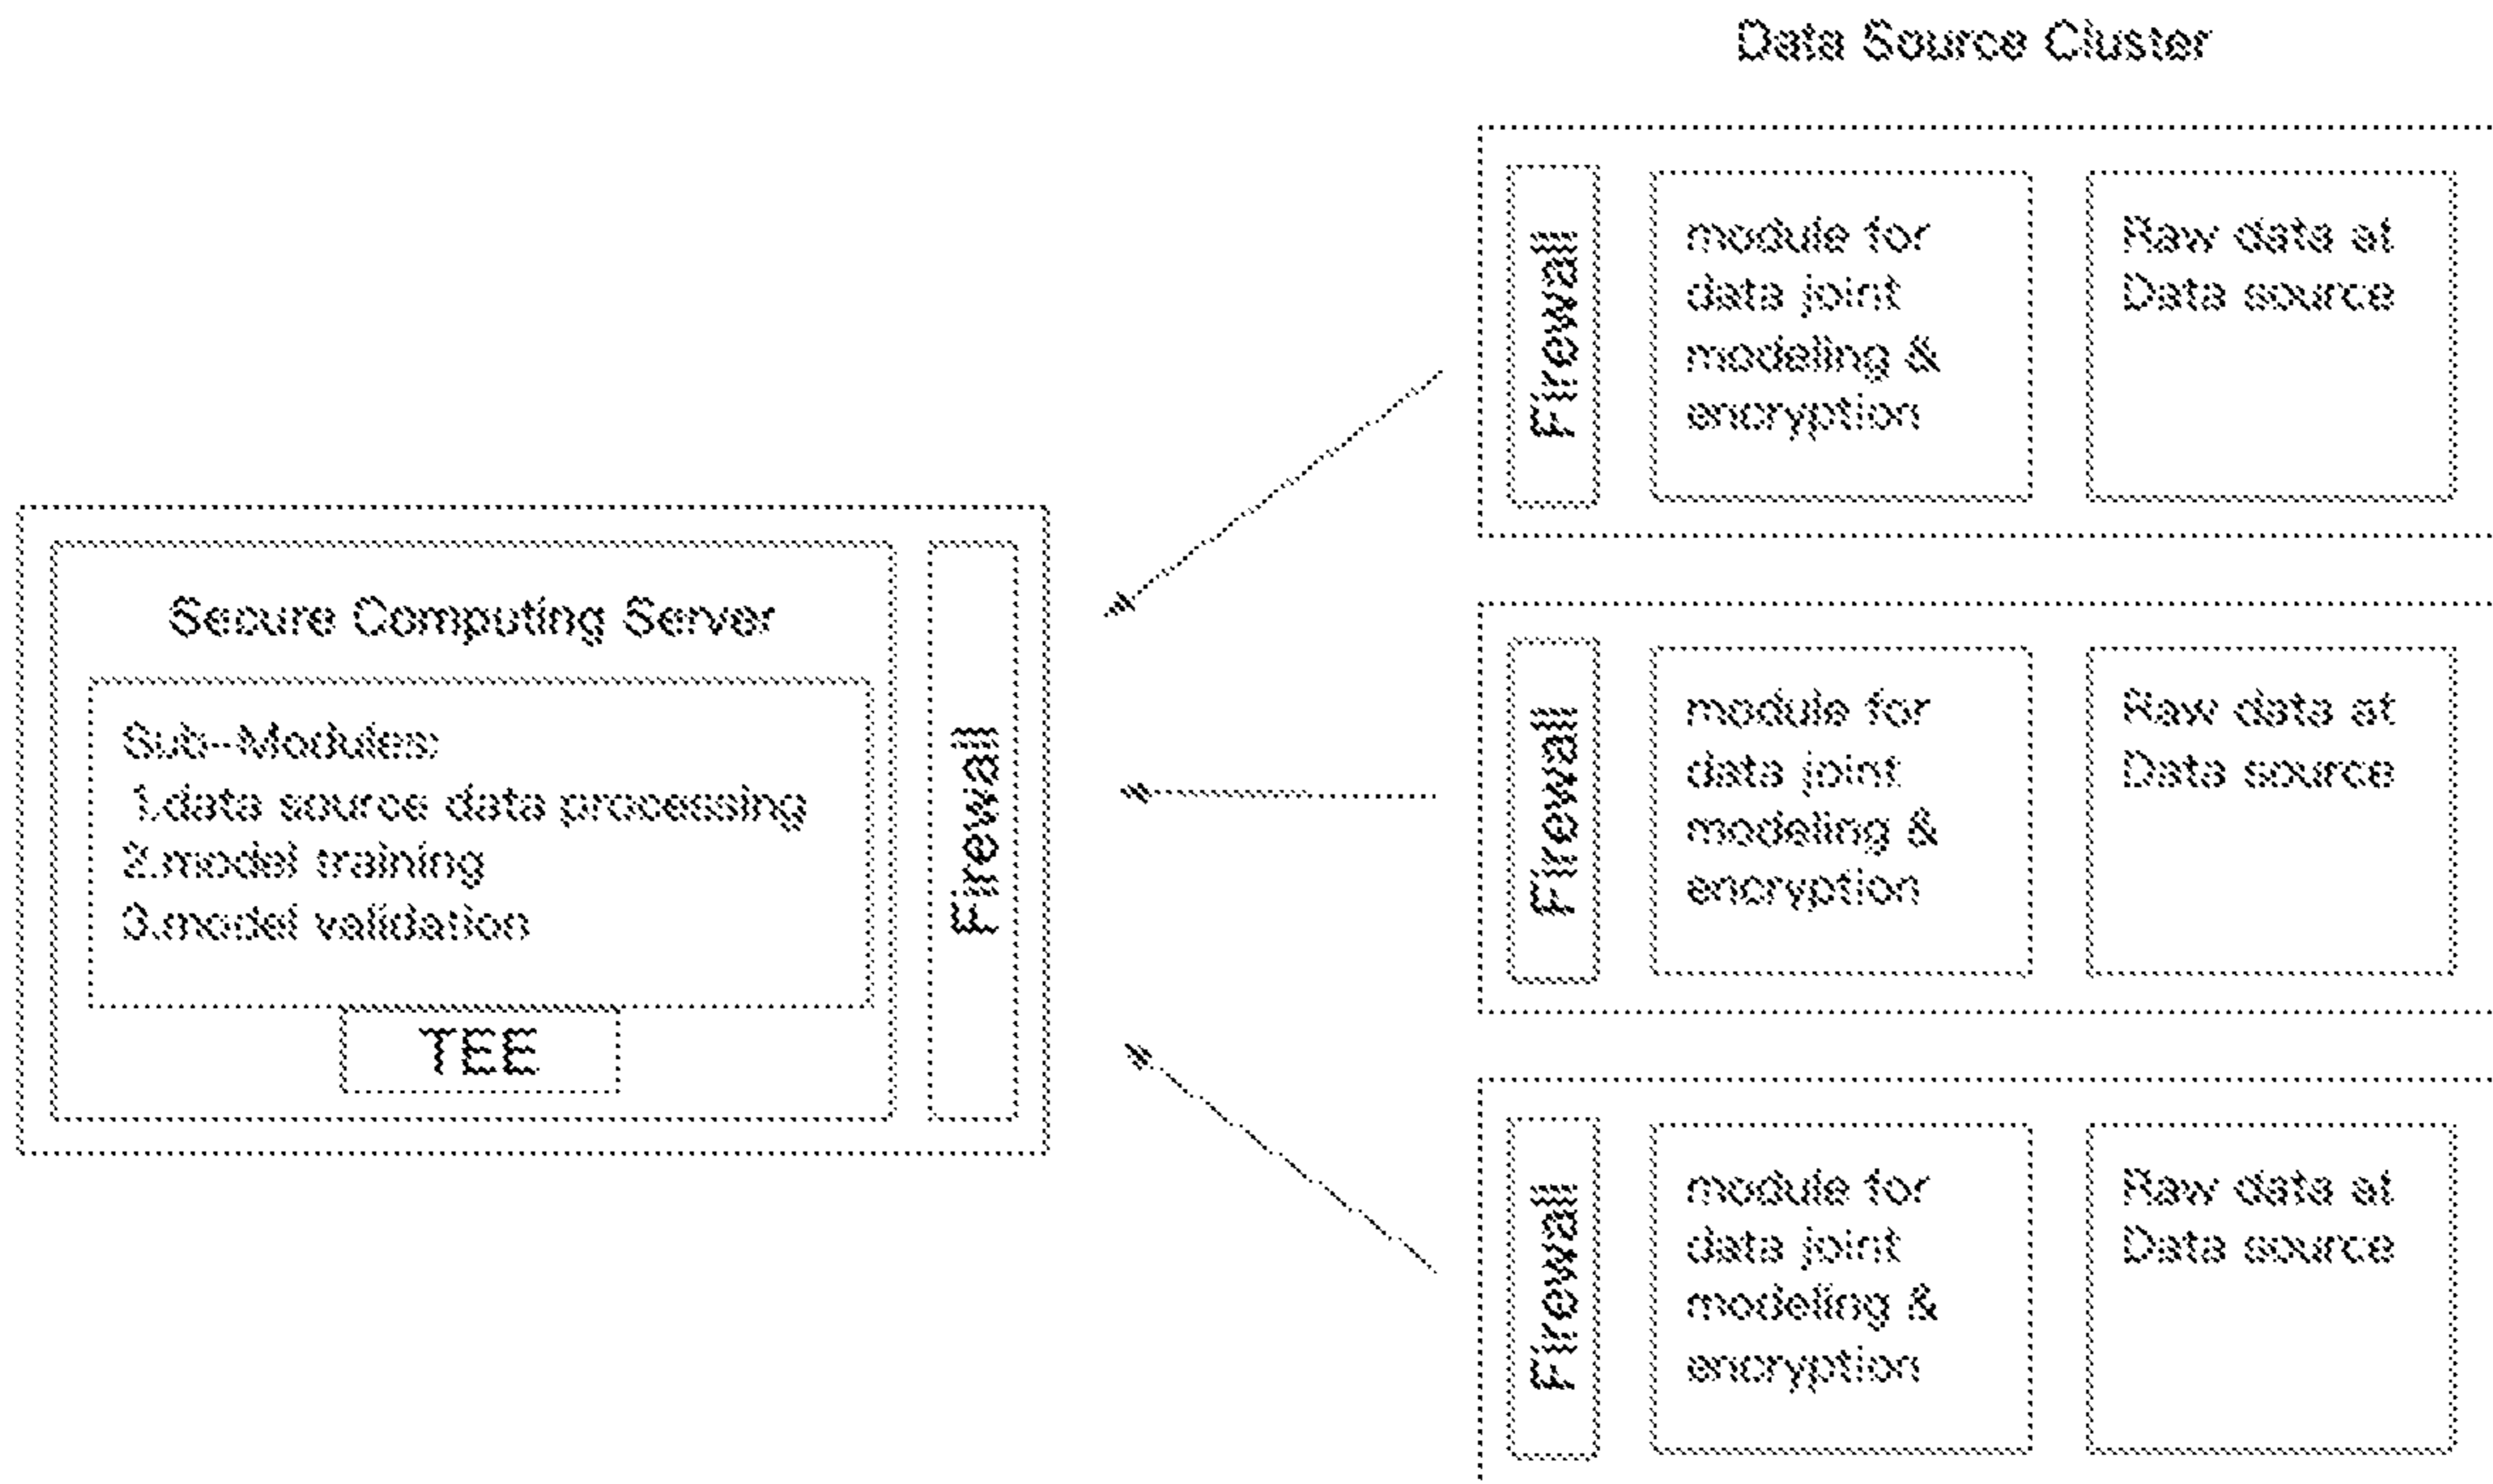 Data Source Cluster
Firewall
module for
data joint
modeling &
encryption
Raw data at
Data source
Secure Computing Server
Sub-Modules:
1.data source data processing
2.model training
3.model validation
TEE
Firewall
Firewall
module for
data joint
modeling &
encryption
Raw data at
Data source
Firewall
module for
data joint
modeling &
encryption
Raw data at
Data source